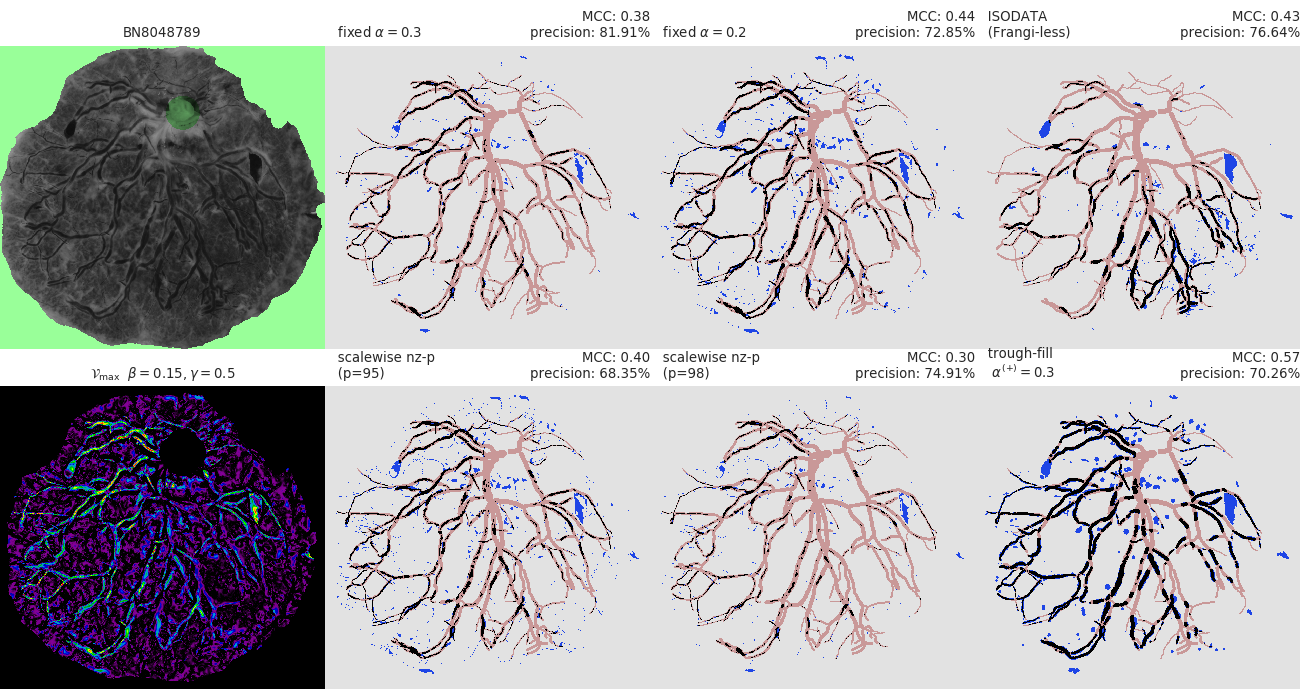 BN8048789
fixed α = 0.3
MCC: 0.38
precision: 81.91%
fixed α = 0.2
MCC: 0.44
precision: 72.85%
ISODATA
(Frangi-less)
MCC: 0.43
precision: 76.64%
𝒱max β = 0.15, γ = 0.5
scalewise nz-p
(p=95)
MCC: 0.40
precision: 68.35%
scalewise nz-p
(p=98)
MCC: 0.30
precision: 74.91%
trough-fill
α(+) = 0.3
MCC: 0.57
precision: 70.26%